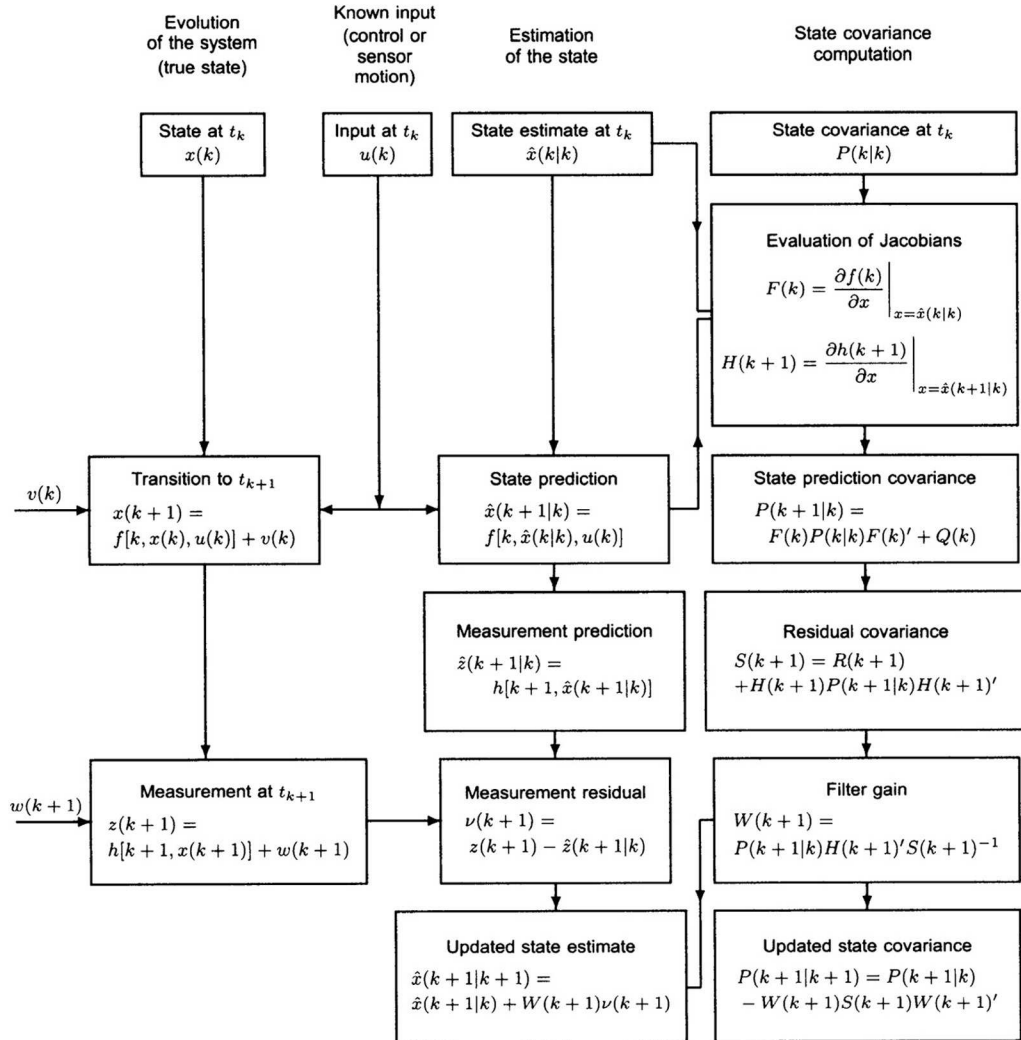 Evolution
of the system
(true state)
Known input
(control or
sensor
motion)
Estimation
of the state
State covariance
computation
State at t_k
x(k)
Input at t_k
u(k)
State estimate at t_k
x̂(k|k)
State covariance at t_k
P(k|k)
Evaluation of Jacobians
F(k) = ∂f(k)/∂x |_{x=x̂(k|k)}
H(k+1) = ∂h(k+1)/∂x |_{x=x̂(k+1|k)}
v(k)
Transition to t_{k+1}
x(k+1) =
f[k, x(k), u(k)] + v(k)
State prediction
x̂(k+1|k) =
f[k, x̂(k|k), u(k)]
State prediction covariance
P(k+1|k) =
F(k)P(k|k)F(k)′ + Q(k)
Measurement prediction
ẑ(k+1|k) =
h[k+1, x̂(k+1|k)]
Residual covariance
S(k+1) = R(k+1)
+H(k+1)P(k+1|k)H(k+1)′
w(k+1)
Measurement at t_{k+1}
z(k+1) =
h[k+1, x(k+1)] + w(k+1)
Measurement residual
ν(k+1) =
z(k+1) − ẑ(k+1|k)
Filter gain
W(k+1) =
P(k+1|k)H(k+1)′S(k+1)^{−1}
Updated state estimate
x̂(k+1|k+1) =
x̂(k+1|k) + W(k+1)ν(k+1)
Updated state covariance
P(k+1|k+1) = P(k+1|k)
− W(k+1)S(k+1)W(k+1)′